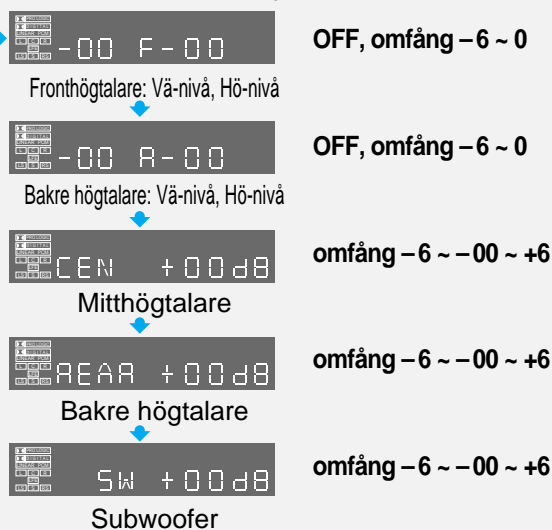 -00 F-00 OFF, omfång –6 ~ 0
Fronthögtalare: Vä-nivå, Hö-nivå
-00 R-00 OFF, omfång –6 ~ 0
Bakre högtalare: Vä-nivå, Hö-nivå
CEN +00dB omfång –6 ~ –00 ~ +6
Mitthögtalare
REAR +00dB omfång –6 ~ –00 ~ +6
Bakre högtalare
SW +00dB omfång –6 ~ –00 ~ +6
Subwoofer